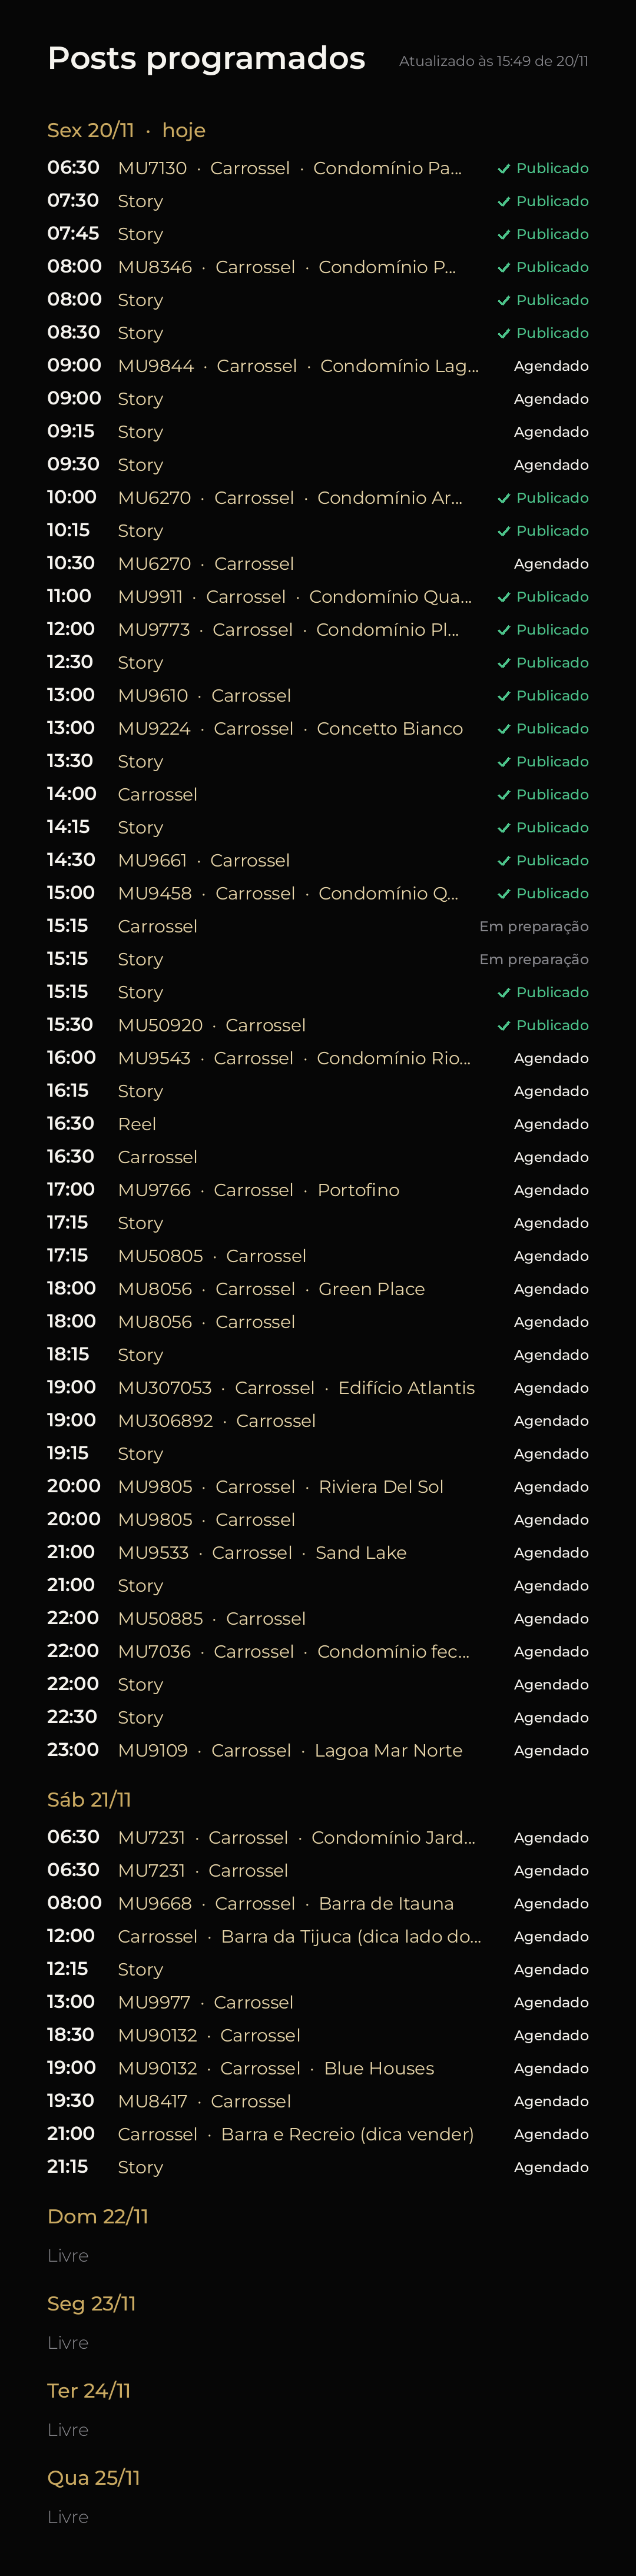 Posts programados Atualizado às 15:49 de 20/11
Sex 20/11 · hoje
06:30 MU7130 · Carrossel · Condomínio Pa... ✓ Publicado
07:30 Story ✓ Publicado
07:45 Story ✓ Publicado
08:00 MU8346 · Carrossel · Condomínio P... ✓ Publicado
08:00 Story ✓ Publicado
08:30 Story ✓ Publicado
09:00 MU9844 · Carrossel · Condomínio Lag... Agendado
09:00 Story Agendado
09:15 Story Agendado
09:30 Story Agendado
10:00 MU6270 · Carrossel · Condomínio Ar... ✓ Publicado
10:15 Story ✓ Publicado
10:30 MU6270 · Carrossel Agendado
11:00 MU9911 · Carrossel · Condomínio Qua... ✓ Publicado
12:00 MU9773 · Carrossel · Condomínio Pl... ✓ Publicado
12:30 Story ✓ Publicado
13:00 MU9610 · Carrossel ✓ Publicado
13:00 MU9224 · Carrossel · Concetto Bianco ✓ Publicado
13:30 Story ✓ Publicado
14:00 Carrossel ✓ Publicado
14:15 Story ✓ Publicado
14:30 MU9661 · Carrossel ✓ Publicado
15:00 MU9458 · Carrossel · Condomínio Q... ✓ Publicado
15:15 Carrossel Em preparação
15:15 Story Em preparação
15:15 Story ✓ Publicado
15:30 MU50920 · Carrossel ✓ Publicado
16:00 MU9543 · Carrossel · Condomínio Rio... Agendado
16:15 Story Agendado
16:30 Reel Agendado
16:30 Carrossel Agendado
17:00 MU9766 · Carrossel · Portofino Agendado
17:15 Story Agendado
17:15 MU50805 · Carrossel Agendado
18:00 MU8056 · Carrossel · Green Place Agendado
18:00 MU8056 · Carrossel Agendado
18:15 Story Agendado
19:00 MU307053 · Carrossel · Edifício Atlantis Agendado
19:00 MU306892 · Carrossel Agendado
19:15 Story Agendado
20:00 MU9805 · Carrossel · Riviera Del Sol Agendado
20:00 MU9805 · Carrossel Agendado
21:00 MU9533 · Carrossel · Sand Lake Agendado
21:00 Story Agendado
22:00 MU50885 · Carrossel Agendado
22:00 MU7036 · Carrossel · Condomínio fec... Agendado
22:00 Story Agendado
22:30 Story Agendado
23:00 MU9109 · Carrossel · Lagoa Mar Norte Agendado
Sáb 21/11
06:30 MU7231 · Carrossel · Condomínio Jard... Agendado
06:30 MU7231 · Carrossel Agendado
08:00 MU9668 · Carrossel · Barra de Itauna Agendado
12:00 Carrossel · Barra da Tijuca (dica lado do... Agendado
12:15 Story Agendado
13:00 MU9977 · Carrossel Agendado
18:30 MU90132 · Carrossel Agendado
19:00 MU90132 · Carrossel · Blue Houses Agendado
19:30 MU8417 · Carrossel Agendado
21:00 Carrossel · Barra e Recreio (dica vender) Agendado
21:15 Story Agendado
Dom 22/11
Livre
Seg 23/11
Livre
Ter 24/11
Livre
Qua 25/11
Livre